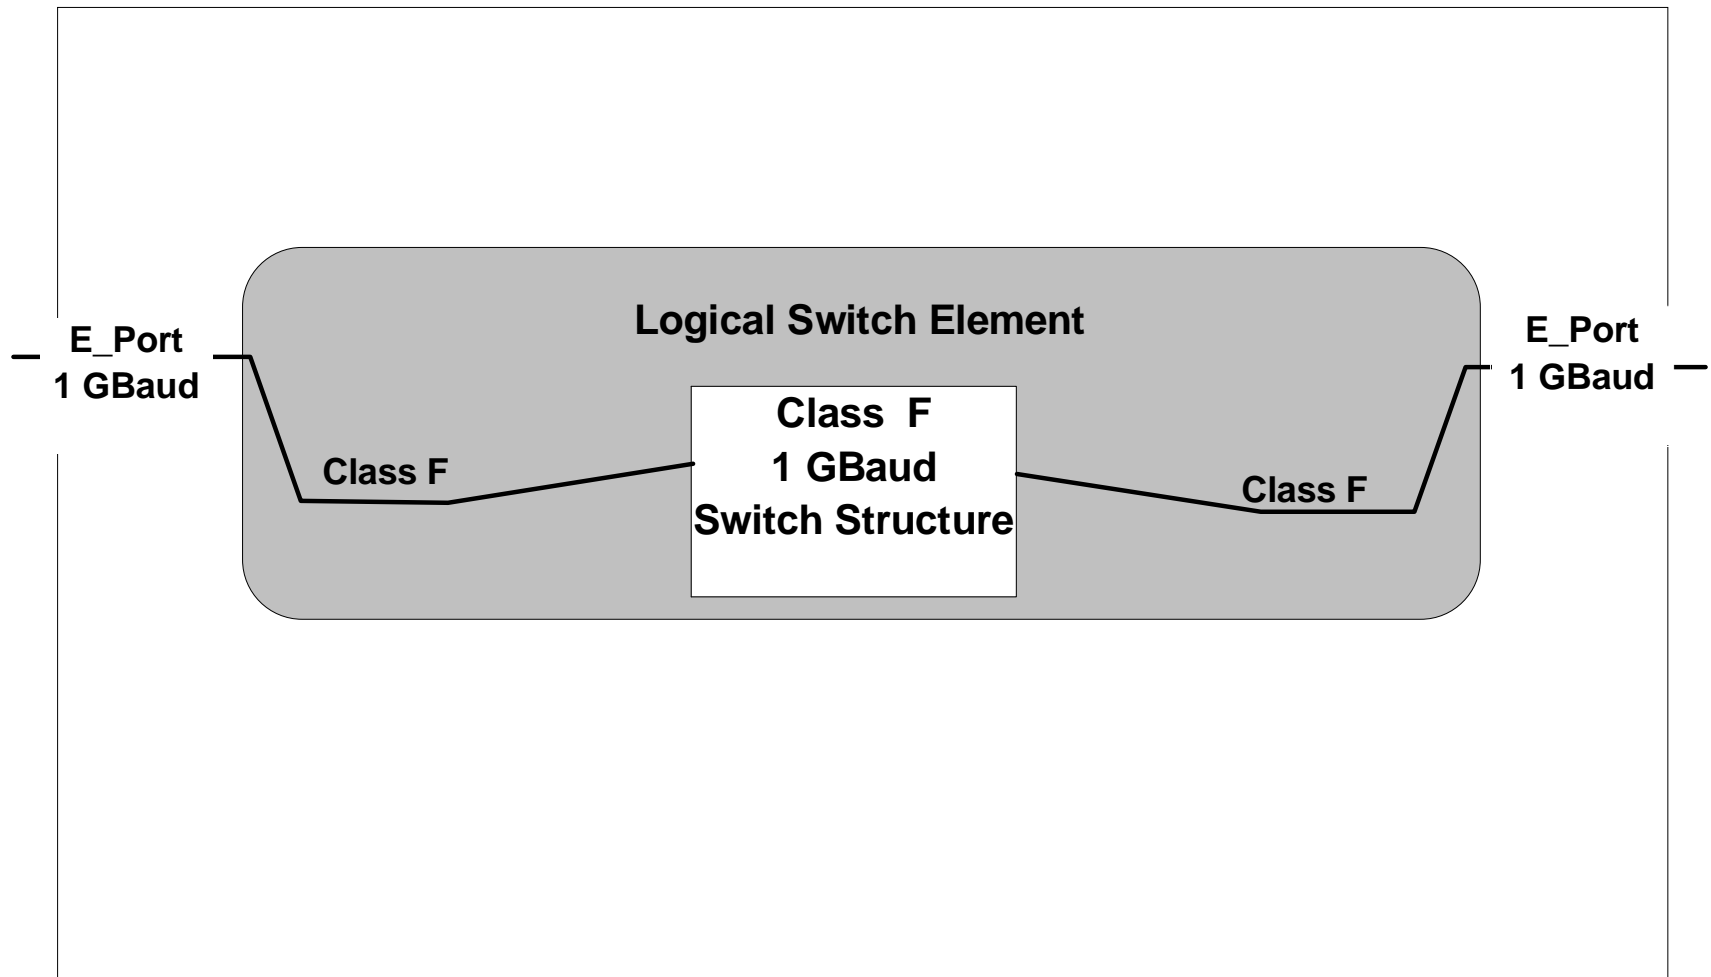 Logical Switch Element
E_Port
1 GBaud
E_Port
1 GBaud
Class F
1 GBaud
Switch Structure
Class F
Class F